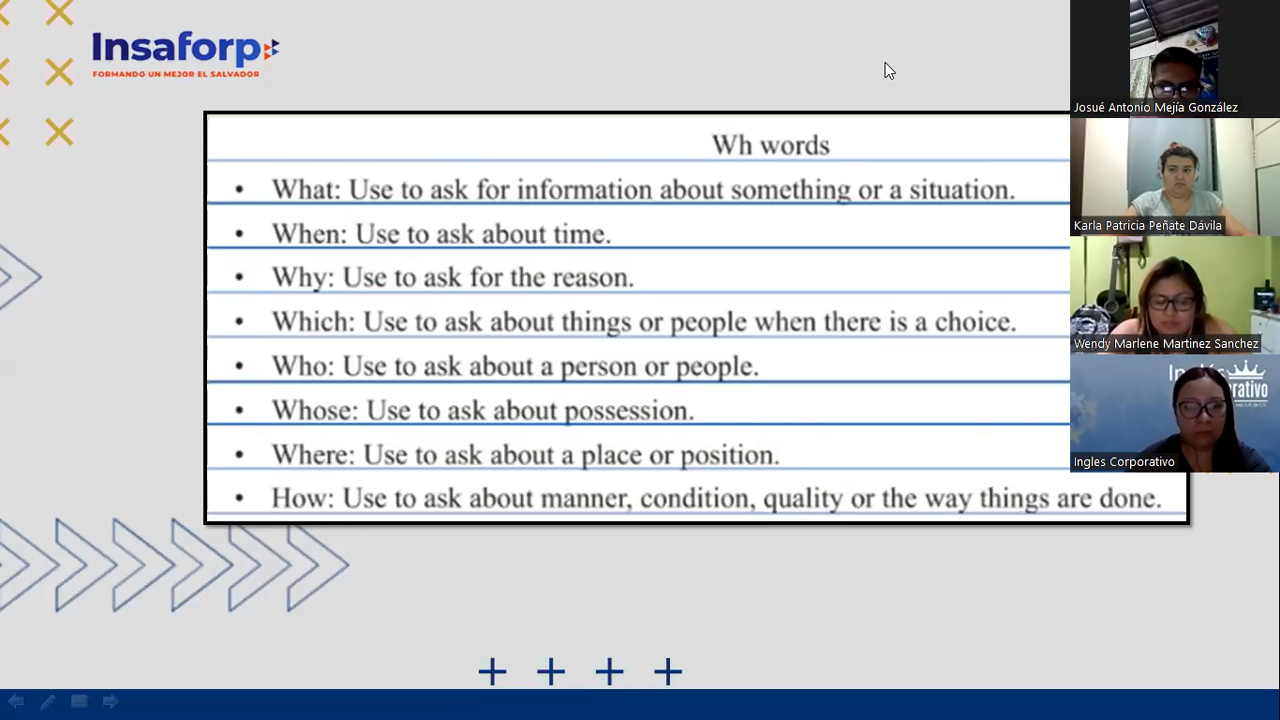 Insaforp
FORMANDO UN MEJOR EL SALVADOR
Wh words
• What: Use to ask for information about something or a situation.
• When: Use to ask about time.
• Why: Use to ask for the reason.
• Which: Use to ask about things or people when there is a choice.
• Who: Use to ask about a person or people.
• Whose: Use to ask about possession.
• Where: Use to ask about a place or position.
• How: Use to ask about manner, condition, quality or the way things are done.
Josué Antonio Mejía González
Karla Patricia Peñate Dávila
Wendy Marlene Martinez Sanchez
Ingles Corporativo